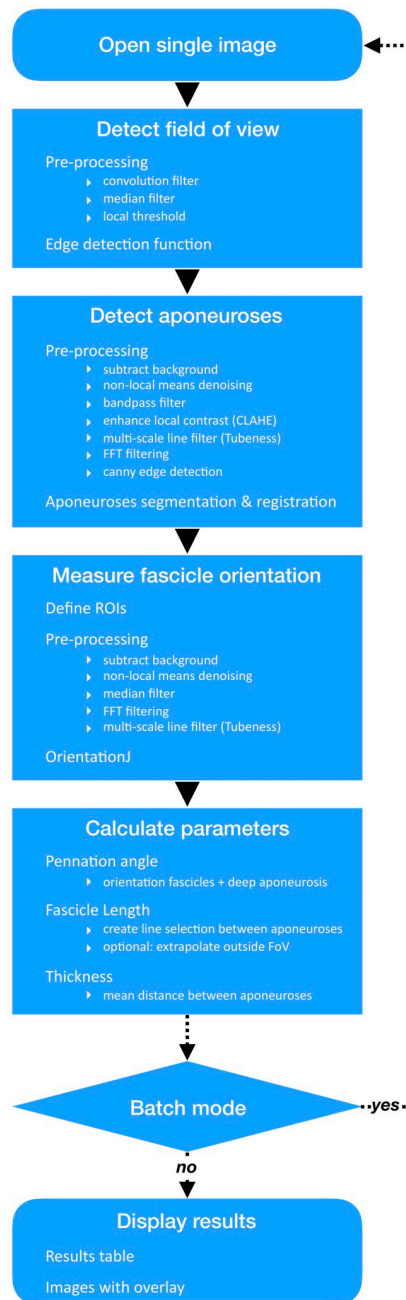 Open single image
Detect field of view
Pre-processing
convolution filter
median filter
local threshold
Edge detection function
Detect aponeuroses
Pre-processing
subtract background
non-local means denoising
bandpass filter
enhance local contrast (CLAHE)
multi-scale line filter (Tubeness)
FFT filtering
canny edge detection
Aponeuroses segmentation & registration
Measure fascicle orientation
Define ROIs
Pre-processing
subtract background
non-local means denoising
median filter
FFT filtering
multi-scale line filter (Tubeness)
OrientationJ
Calculate parameters
Pennation angle
orientation fascicles + deep aponeurosis
Fascicle Length
create line selection between aponeuroses
optional: extrapolate outside FoV
Thickness
mean distance between aponeuroses
Batch mode
yes
no
Display results
Results table
Images with overlay